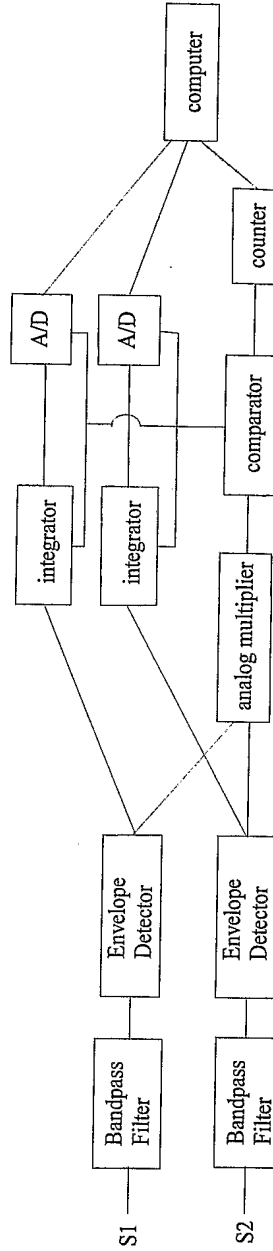 S1
Bandpass
Filter
Envelope
Detector
integrator
A/D
integrator
A/D
computer
S2
Bandpass
Filter
Envelope
Detector
analog multiplier
comparator
counter